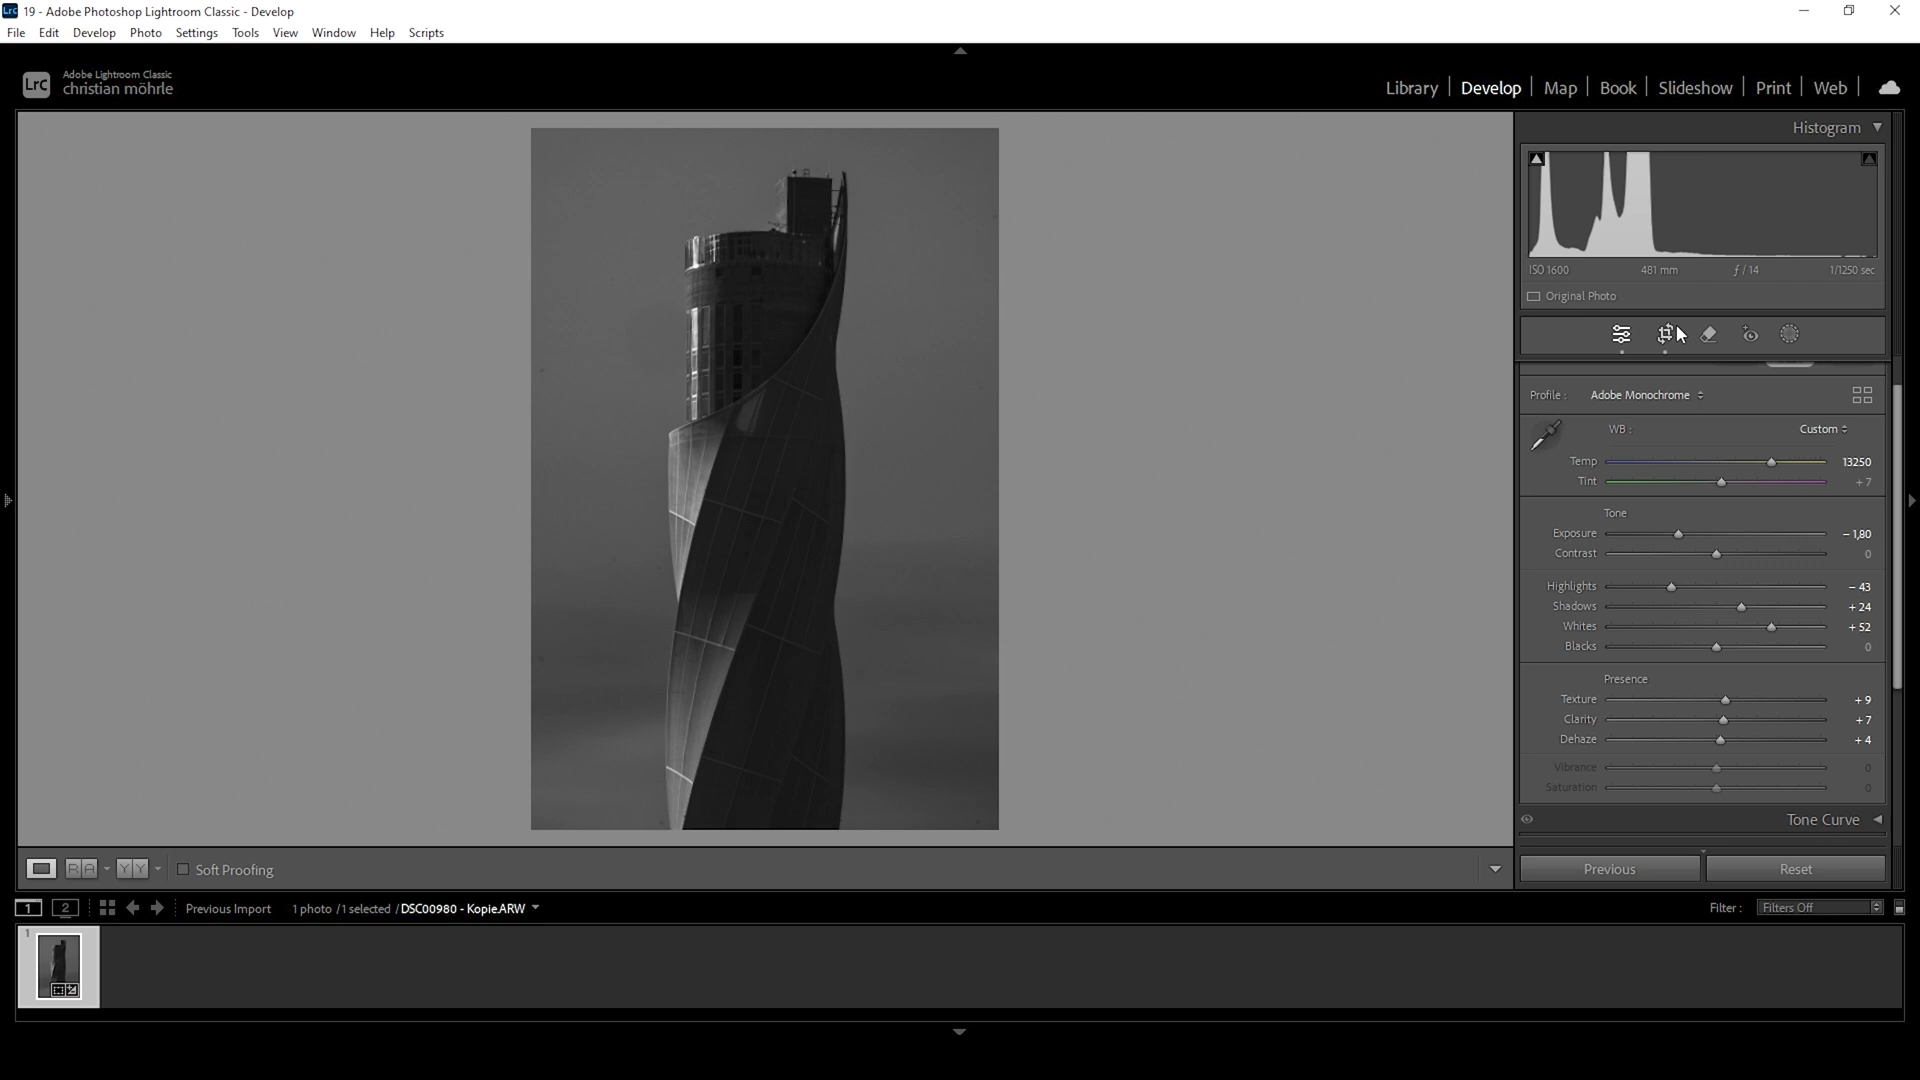 19 - Adobe Photoshop Lightroom Classic - Develop
File Edit Develop Photo Settings Tools View Window Help Scripts
LrC
Adobe Lightroom Classic
christian möhrle
Library Develop Map Book Slideshow Print Web
Histogram
ISO 1600 481 mm ƒ / 14 1/1250 sec
Original Photo
Profile : Adobe Monochrome
WB : Custom
Temp 13250
Tint + 7
Tone
Exposure – 1,80
Contrast 0
Highlights – 43
Shadows + 24
Whites + 52
Blacks 0
Presence
Texture + 9
Clarity + 7
Dehaze + 4
Vibrance 0
Saturation 0
Tone Curve
R A Y Y Soft Proofing
Previous Reset
1 2 Previous Import 1 photo / 1 selected / DSC00980 - Kopie.ARW Filter : Filters Off
1